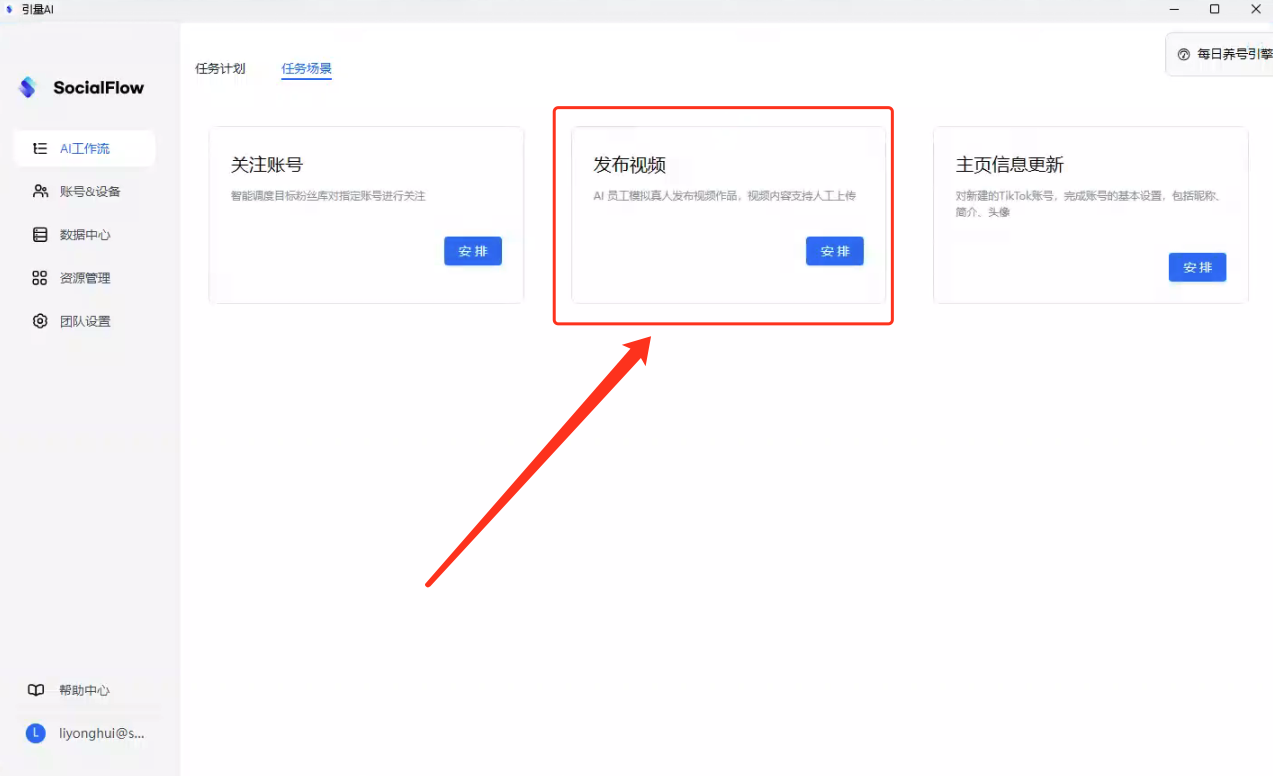 引量AI
SocialFlow
AI工作流
账号&设备
数据中心
资源管理
团队设置
帮助中心
L
liyonghui@s...
任务计划
任务场景
每日养号引擎
关注账号
智能调度目标粉丝库对指定账号进行关注
安 排
发布视频
AI 员工模拟真人发布视频作品，视频内容支持人工上传
安 排
主页信息更新
对新建的TikTok账号，完成账号的基本设置，包括昵称、
简介、头像
安 排